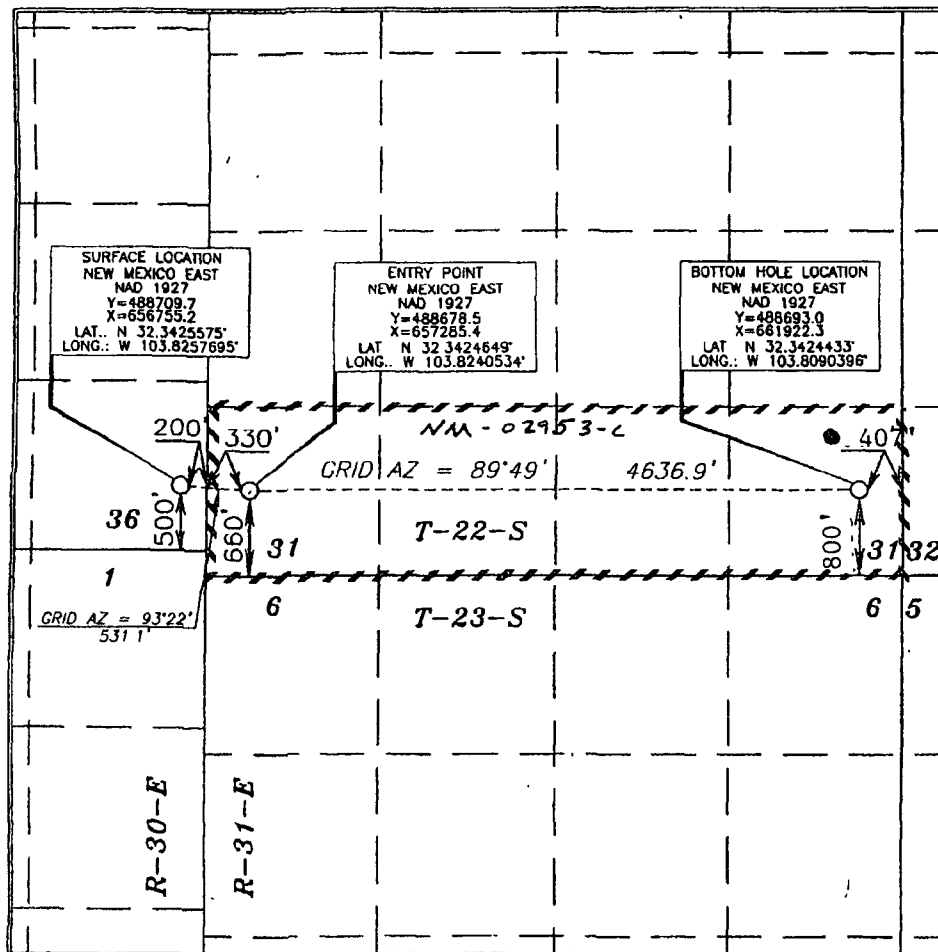 SURFACE LOCATION
NEW MEXICO EAST
NAD 1927
Y=488709.7
X=656755.2
LAT.. N 32.3425575°
LONG.: W 103.8257695°
ENTRY POINT
NEW MEXICO EAST
NAD 1927
Y=488678.5
X=657285.4
LAT N 32.3424649°
LONG.. W 103.8240534°
BOTTOM HOLE LOCATION
NEW MEXICO EAST
NAD 1927
Y=488693.0
X=661922.3
LAT N 32.3424433°
LONG.: W 103.8090396°
NM-02953-C
200' 330' 407'
GRID AZ = 89°49' 4636.9'
36 500' 660' 31 T-22-S 800' 31 32
1 6 T-23-S 6 5
GRID AZ = 93°22'
531 1'
R-30-E R-31-E